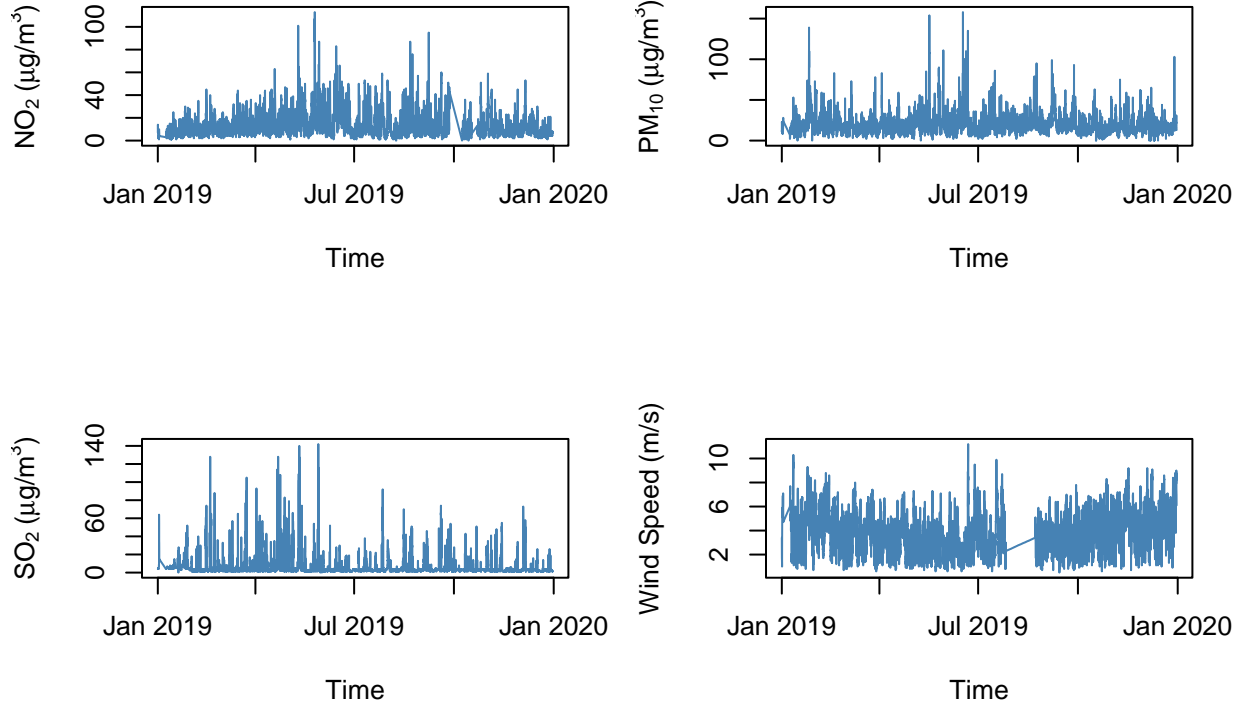 NO₂ (μg/m³)
100
40
0
Jan 2019 Jul 2019 Jan 2020
Time
PM₁₀ (μg/m³)
100
0
Jan 2019 Jul 2019 Jan 2020
Time
SO₂ (μg/m³)
140
60
0
Jan 2019 Jul 2019 Jan 2020
Time
Wind Speed (m/s)
10
6
2
Jan 2019 Jul 2019 Jan 2020
Time